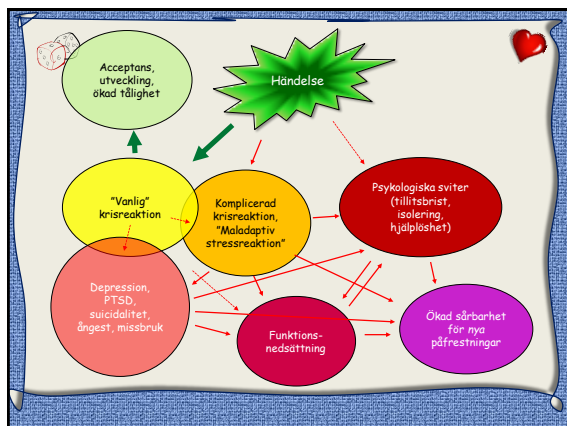 Acceptans,
utveckling,
ökad tålighet
Händelse
"Vanlig"
krisreaktion
Komplicerad
krisreaktion,
"Maladaptiv
stressreaktion"
Psykologiska sviter
(tillitsbrist,
isolering,
hjälplöshet)
Depression,
PTSD,
suicidalitet,
ångest, missbruk
Funktions-
nedsättning
Ökad sårbarhet
för nya
påfrestningar